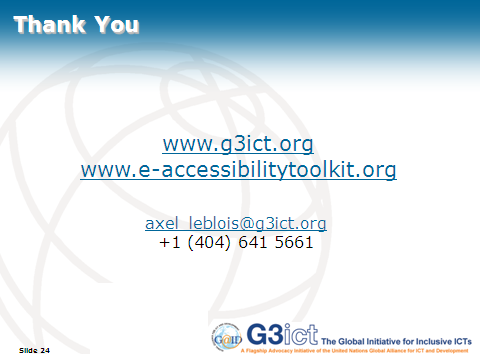 Thank You
www.g3ict.org
www.e-accessibilitytoolkit.org
axel_leblois@g3ict.org
+1 (404) 641 5661
G@ID G3ict The Global Initiative for Inclusive ICTs
A Flagship Advocacy Initiative of the United Nations Global Alliance for ICT and Development
Slide 24